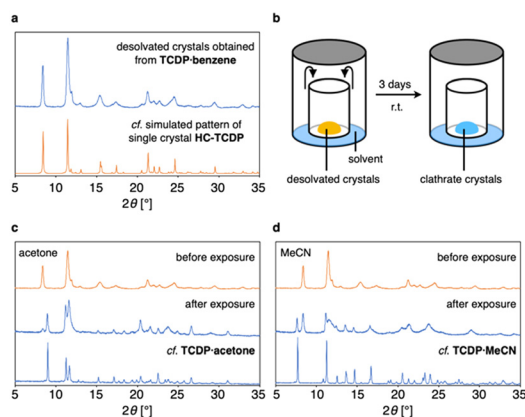 a
desolvated crystals obtained
from TCDP·benzene
cf. simulated pattern of
single crystal HC-TCDP
5 10 15 20 25 30 35
2θ [°]
b
3 days
r.t.
solvent
desolvated crystals
clathrate crystals
c
acetone
before exposure
after exposure
cf. TCDP·acetone
5 10 15 20 25 30 35
2θ [°]
d
MeCN
before exposure
after exposure
cf. TCDP·MeCN
5 10 15 20 25 30 35
2θ [°]